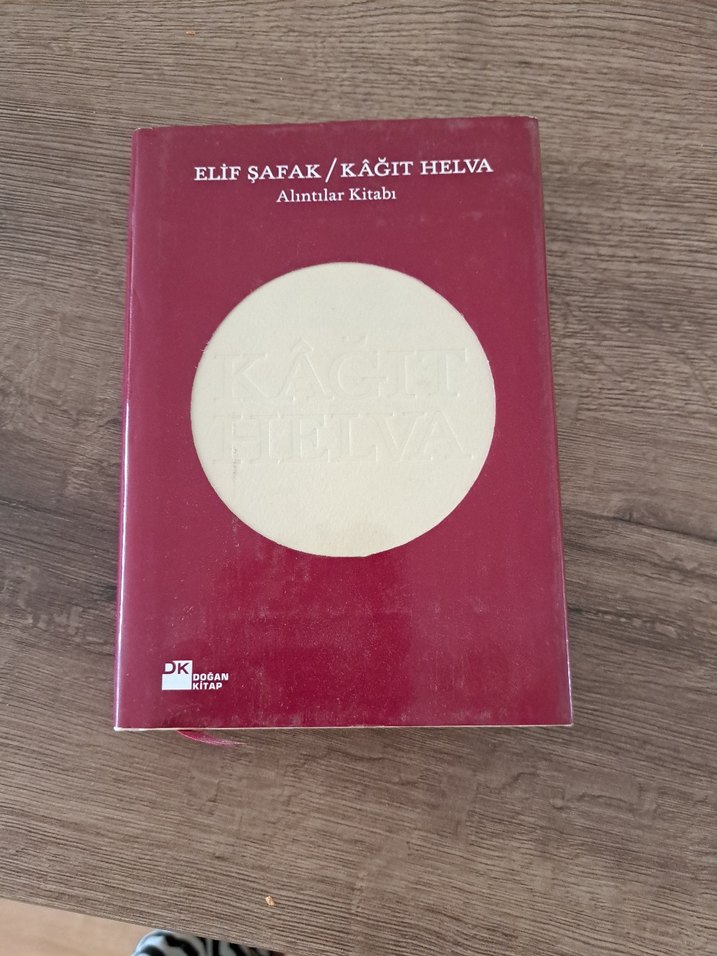 ELİF ŞAFAK / KÂĞIT HELVA
Alıntılar Kitabı
KÂĞIT
HELVA
DK
DOĞAN
KİTAP